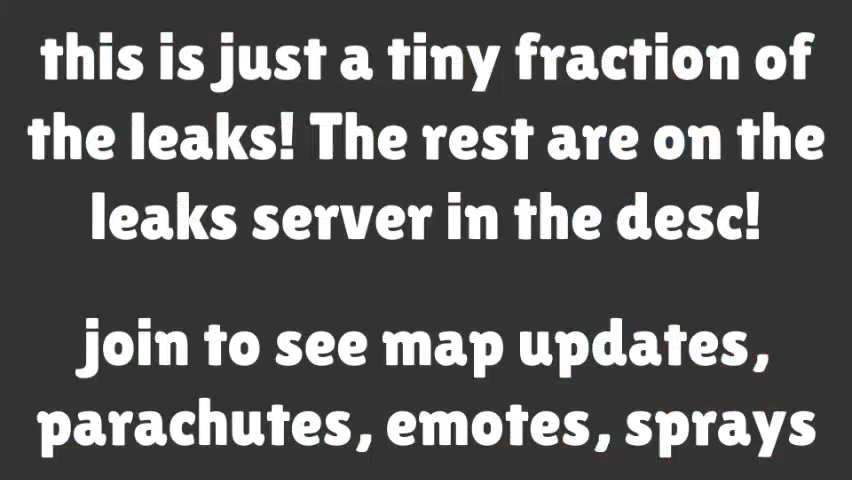 this is just a tiny fraction of
the leaks! The rest are on the
leaks server in the desc!
join to see map updates,
parachutes, emotes, sprays